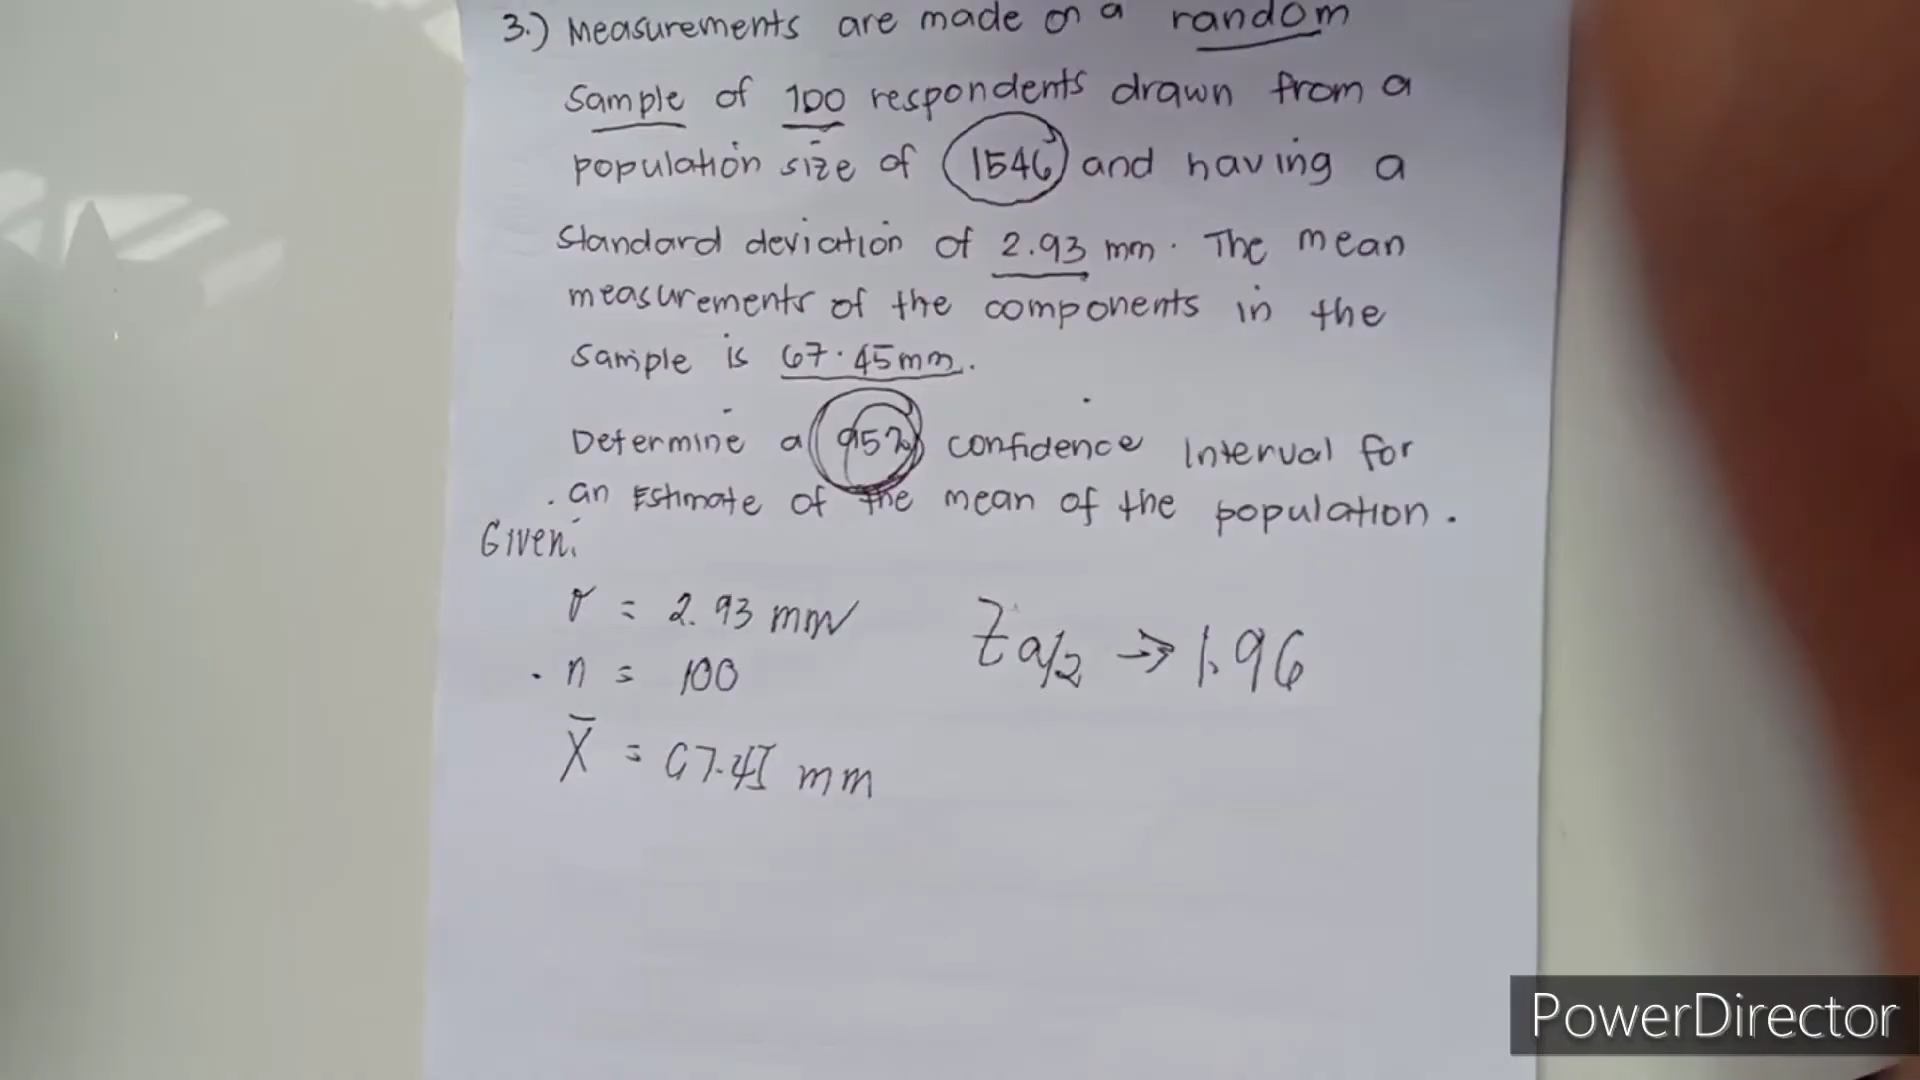 3.) Measurements are made on a random
sample of 100 respondents drawn from a
population size of 1546 and having a
standard deviation of 2.93 mm. The mean
measurements of the components in the
sample is 67.45mm.
Determine a 95% confidence Interval for
an Estimate of the mean of the population.
Given:
σ = 2.93 mm
n = 100
X̄ = 67.45 mm
Za/2 → 1.96
PowerDirector